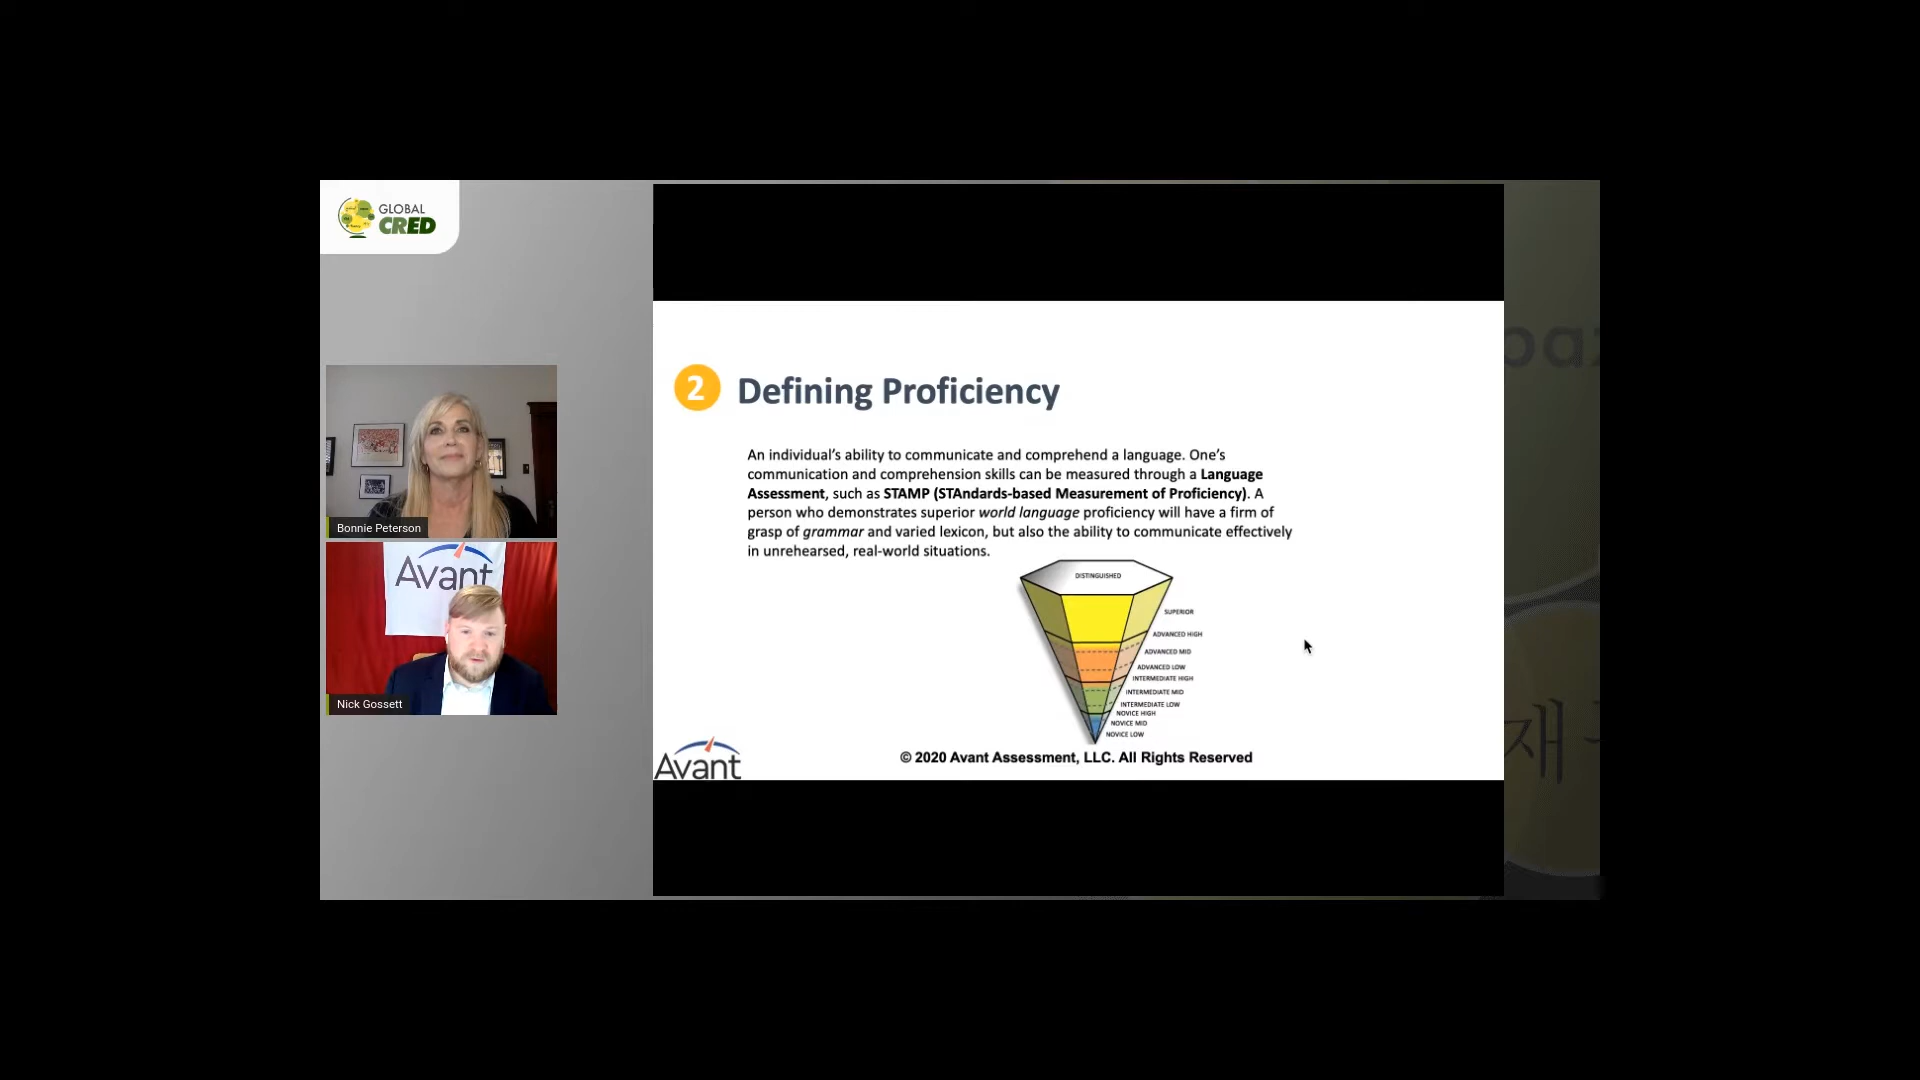 GLOBAL
CRED
Bonnie Peterson
Avant
Nick Gossett
2 Defining Proficiency
An individual's ability to communicate and comprehend a language. One's
communication and comprehension skills can be measured through a Language
Assessment, such as STAMP (STAndards-based Measurement of Proficiency). A
person who demonstrates superior world language proficiency will have a firm of
grasp of grammar and varied lexicon, but also the ability to communicate effectively
in unrehearsed, real-world situations.
DISTINGUISHED
SUPERIOR
ADVANCED HIGH
ADVANCED MID
ADVANCED LOW
INTERMEDIATE HIGH
INTERMEDIATE MID
INTERMEDIATE LOW
NOVICE HIGH
NOVICE MID
NOVICE LOW
Avant
© 2020 Avant Assessment, LLC. All Rights Reserved
재